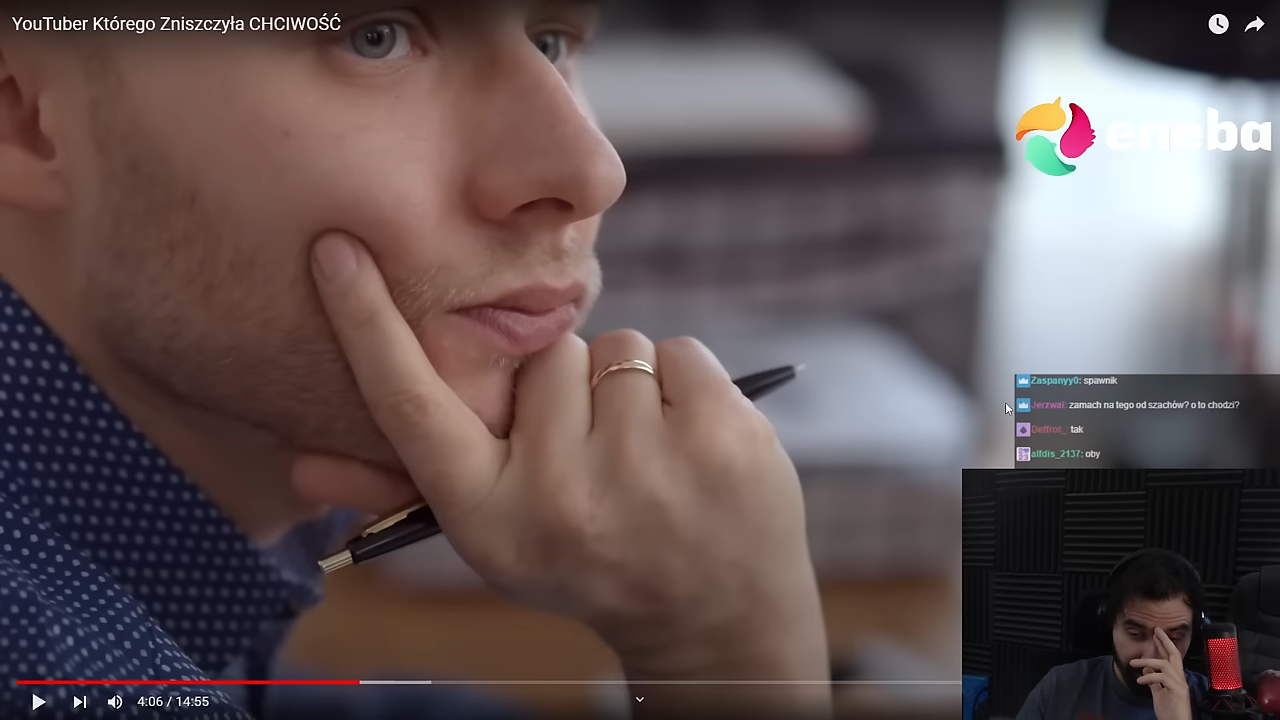 YouTuber Którego Zniszczyła CHCIWOŚĆ
eneba
Zaspanyy0: spawnik
Jerzwal: zamach na tego od szachów? o to chodzi?
Deffrot_: tak
alfdis_2137: oby
4:06 / 14:55